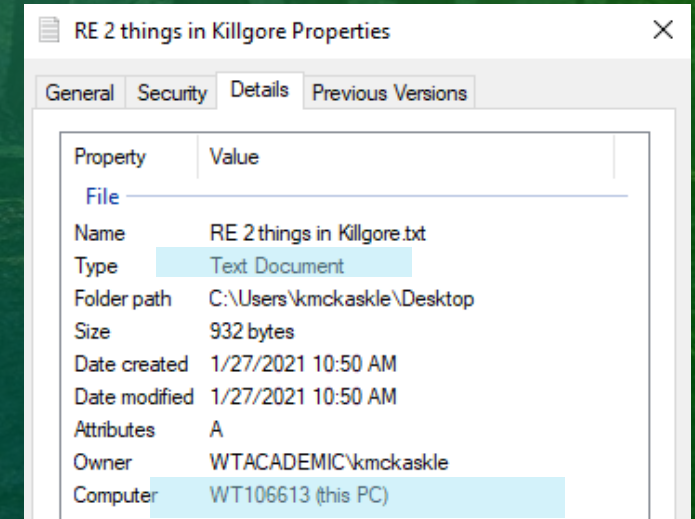 RE 2 things in Killgore Properties
General Security Details Previous Versions
Property Value
File
Name RE 2 things in Killgore.txt
Type Text Document
Folder path C:\Users\kmckaskle\Desktop
Size 932 bytes
Date created 1/27/2021 10:50 AM
Date modified 1/27/2021 10:50 AM
Attributes A
Owner WTACADEMIC\kmckaskle
Computer WT106613 (this PC)